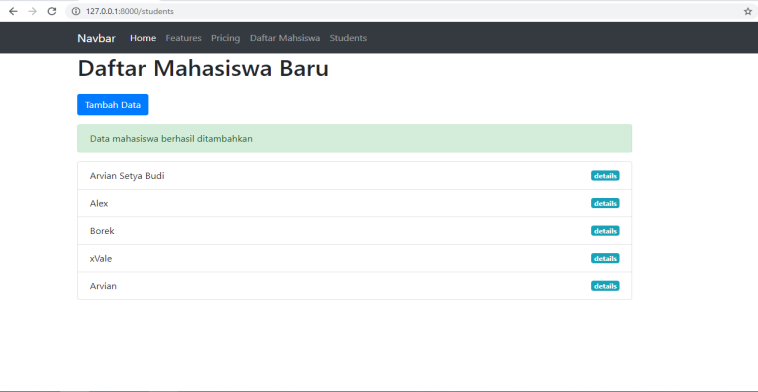 127.0.0.1:8000/students
Navbar Home Features Pricing Daftar Mahsiswa Students
Daftar Mahasiswa Baru
Tambah Data
Data mahasiswa berhasil ditambahkan
Arvian Setya Budi details
Alex details
Borek details
xVale details
Arvian details